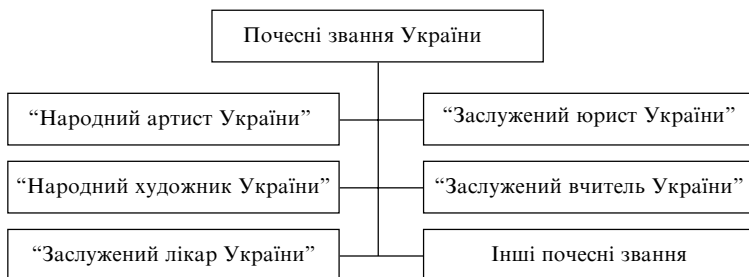 Почесні звання України
“Народний артист України”
“Заслужений юрист України”
“Народний художник України”
“Заслужений вчитель України”
“Заслужений лікар України”
Інші почесні звання